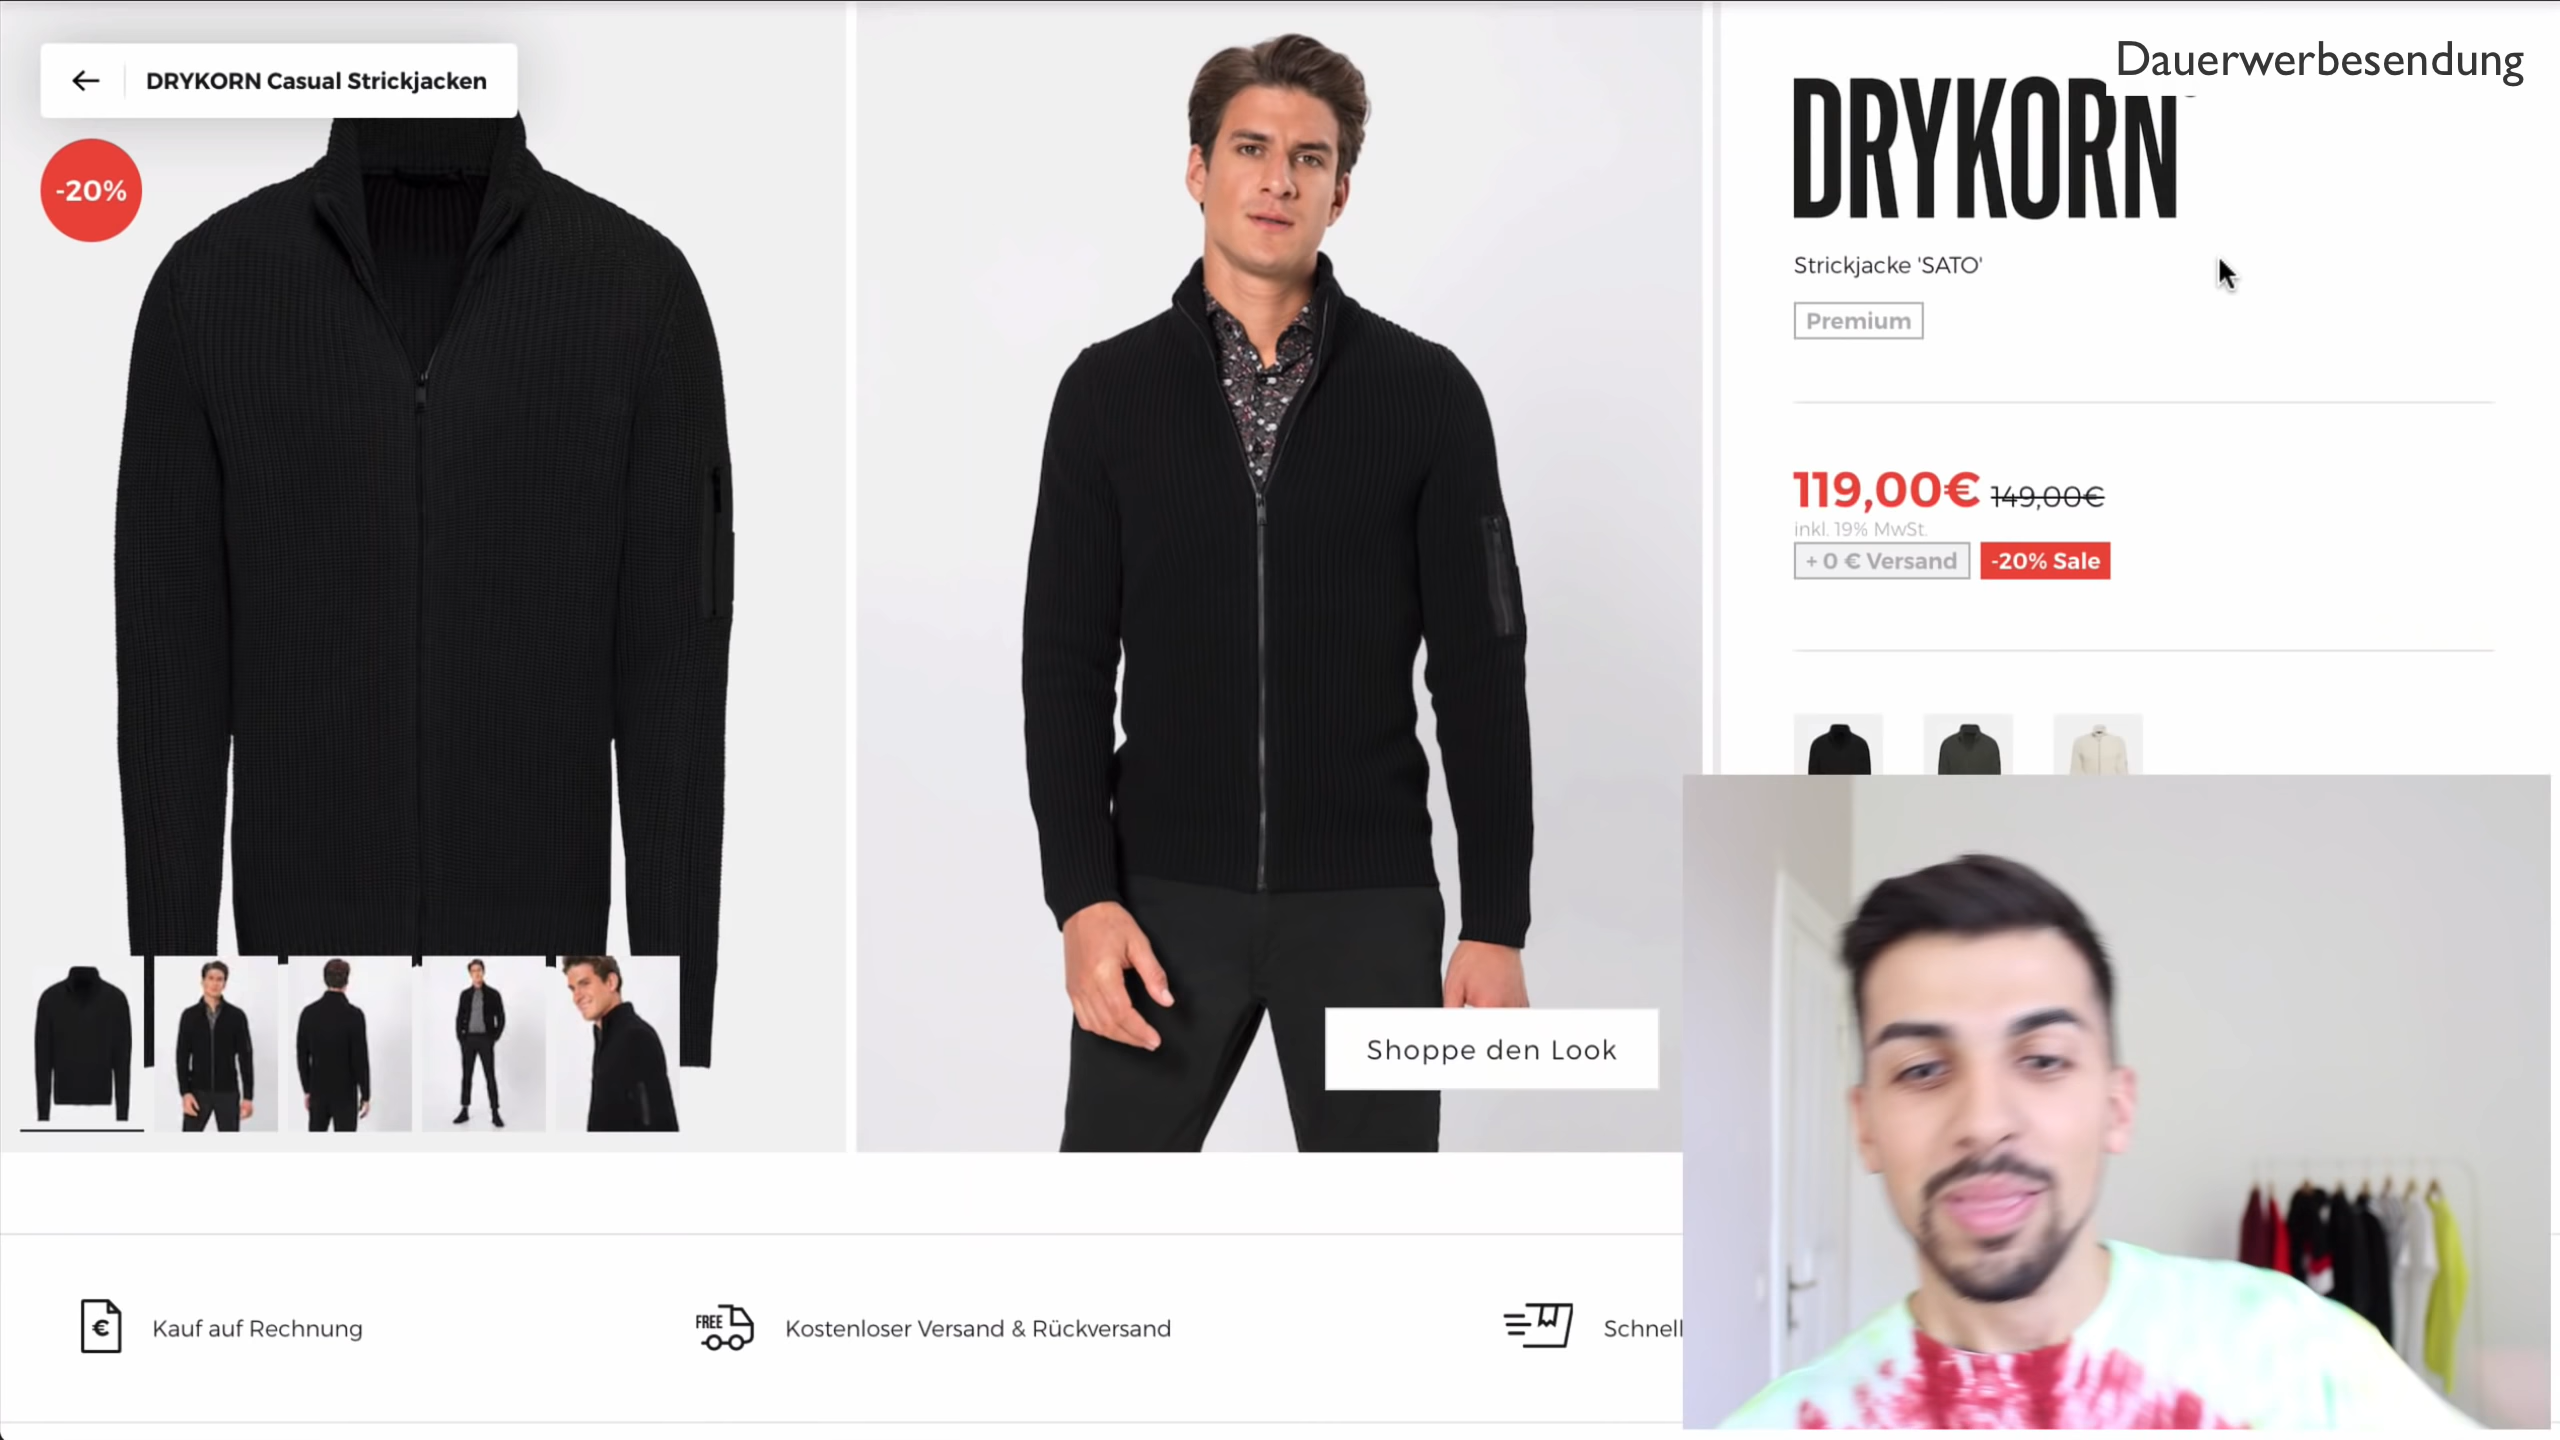 DRYKORN Casual Strickjacken
-20%
Dauerwerbesendung
DRYKORN
Strickjacke 'SATO'
Premium
119,00€ 149,00€
inkl. 19% MwSt.
+ 0 € Versand -20% Sale
Shoppe den Look
€ Kauf auf Rechnung
FREE Kostenloser Versand & Rückversand
Schnell